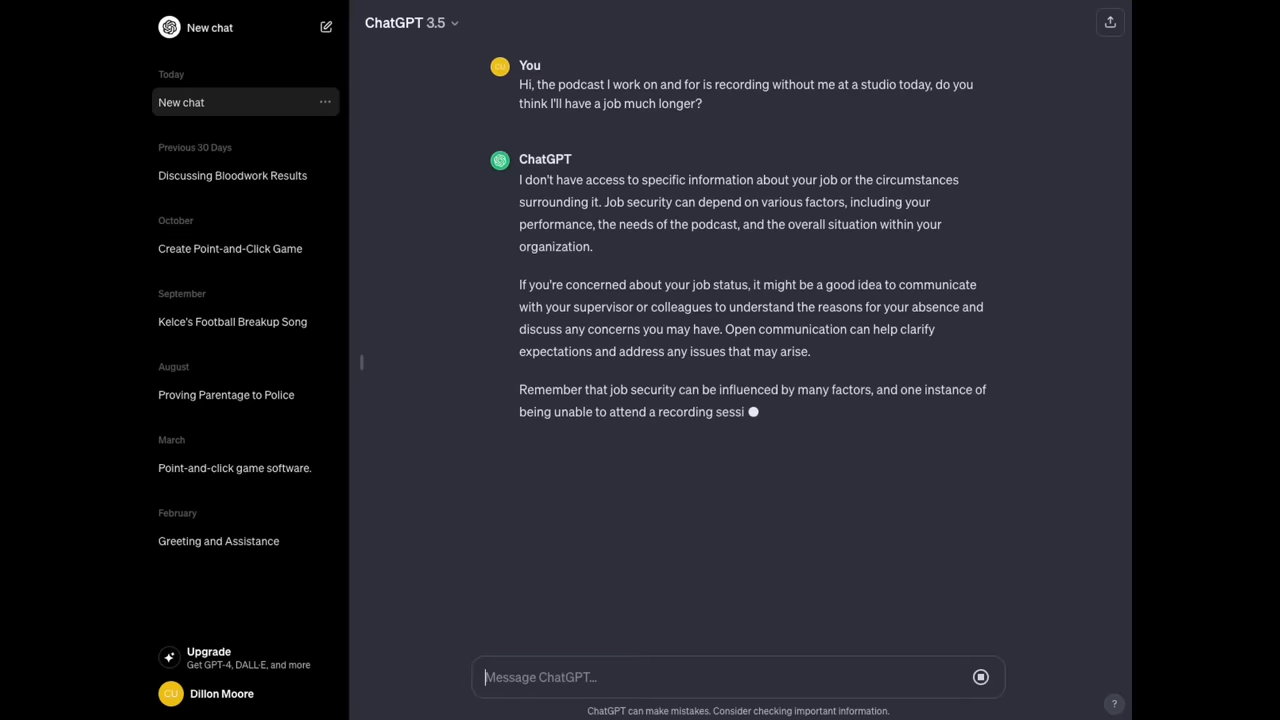 New chat
Today
New chat
Previous 30 Days
Discussing Bloodwork Results
October
Create Point-and-Click Game
September
Kelce's Football Breakup Song
August
Proving Parentage to Police
March
Point-and-click game software.
February
Greeting and Assistance
Upgrade
Get GPT-4, DALL·E, and more
CU
Dillon Moore
ChatGPT 3.5
CU
You
Hi, the podcast I work on and for is recording without me at a studio today, do you
think I'll have a job much longer?
ChatGPT
I don't have access to specific information about your job or the circumstances
surrounding it. Job security can depend on various factors, including your
performance, the needs of the podcast, and the overall situation within your
organization.
If you're concerned about your job status, it might be a good idea to communicate
with your supervisor or colleagues to understand the reasons for your absence and
discuss any concerns you may have. Open communication can help clarify
expectations and address any issues that may arise.
Remember that job security can be influenced by many factors, and one instance of
being unable to attend a recording sessi
Message ChatGPT...
ChatGPT can make mistakes. Consider checking important information.
?